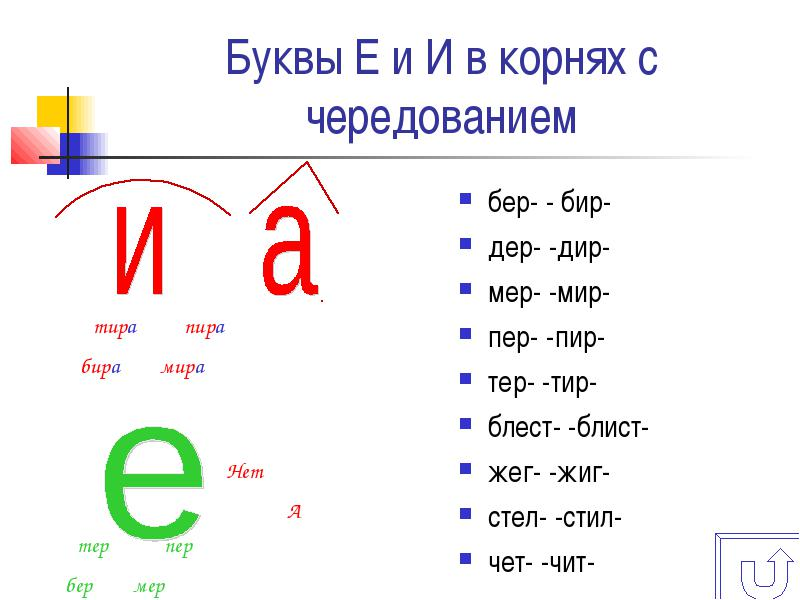 Буквы Е и И в корнях с
чередованием
и а
тира пира
бира мира
е
Нет
А
тер пер
бер мер
бер- - бир-
дер- -дир-
мер- -мир-
пер- -пир-
тер- -тир-
блест- -блист-
жег- -жиг-
стел- -стил-
чет- -чит-